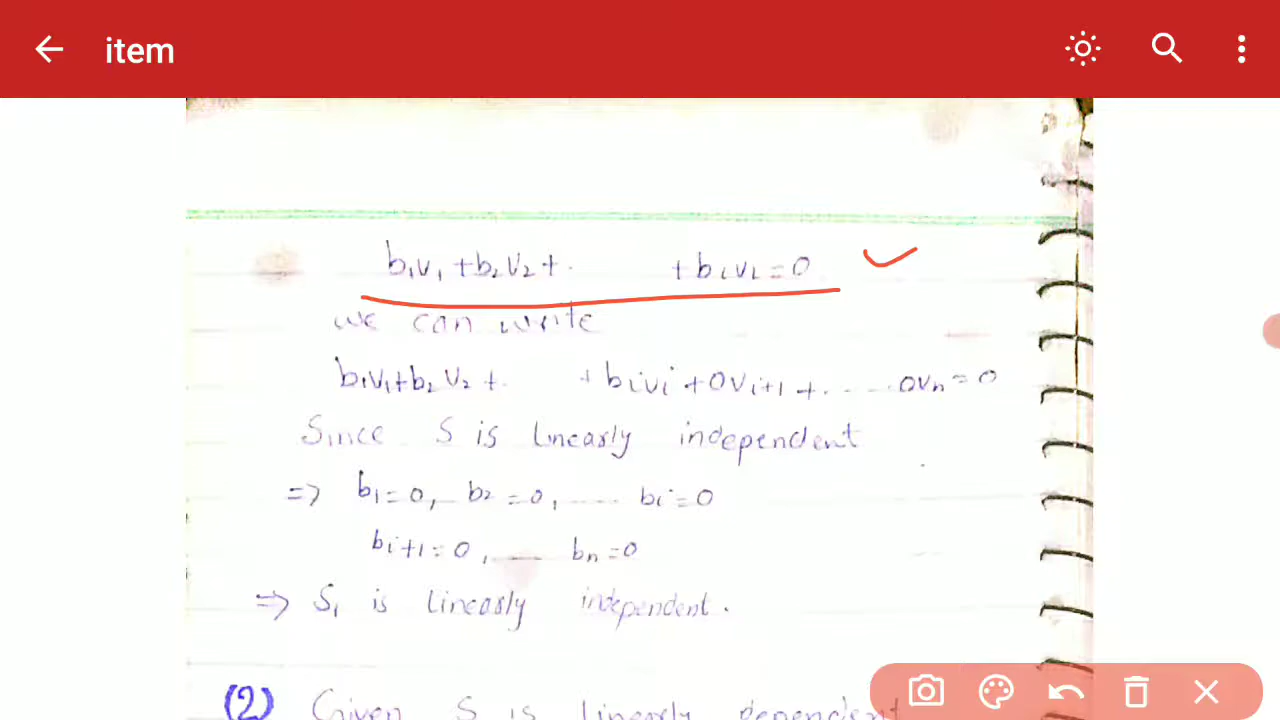 item
b₁v₁ + b₂v₂ + . + bᵢvᵢ = 0
we can write
b₁v₁ + b₂v₂ + . + bᵢvᵢ + 0vᵢ₊₁ + . - - - 0vₙ = 0
Since S is linearly independent
=> b₁ = 0, b₂ = 0, ..... bᵢ = 0
bᵢ₊₁ = 0, — bₙ = 0
=> S₁ is linearly independent.
(2) Given S is linearly dependent